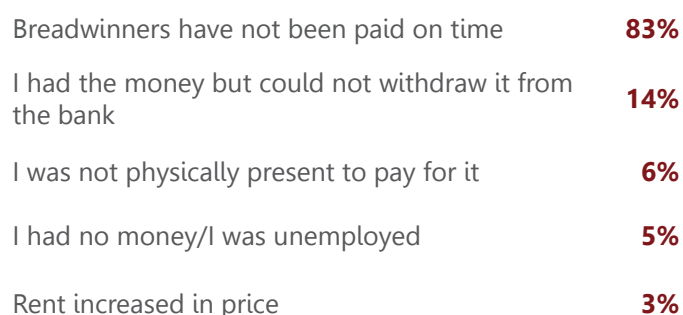 Breadwinners have not been paid on time 83%
I had the money but could not withdraw it from
the bank 14%
I was not physically present to pay for it 6%
I had no money/I was unemployed 5%
Rent increased in price 3%